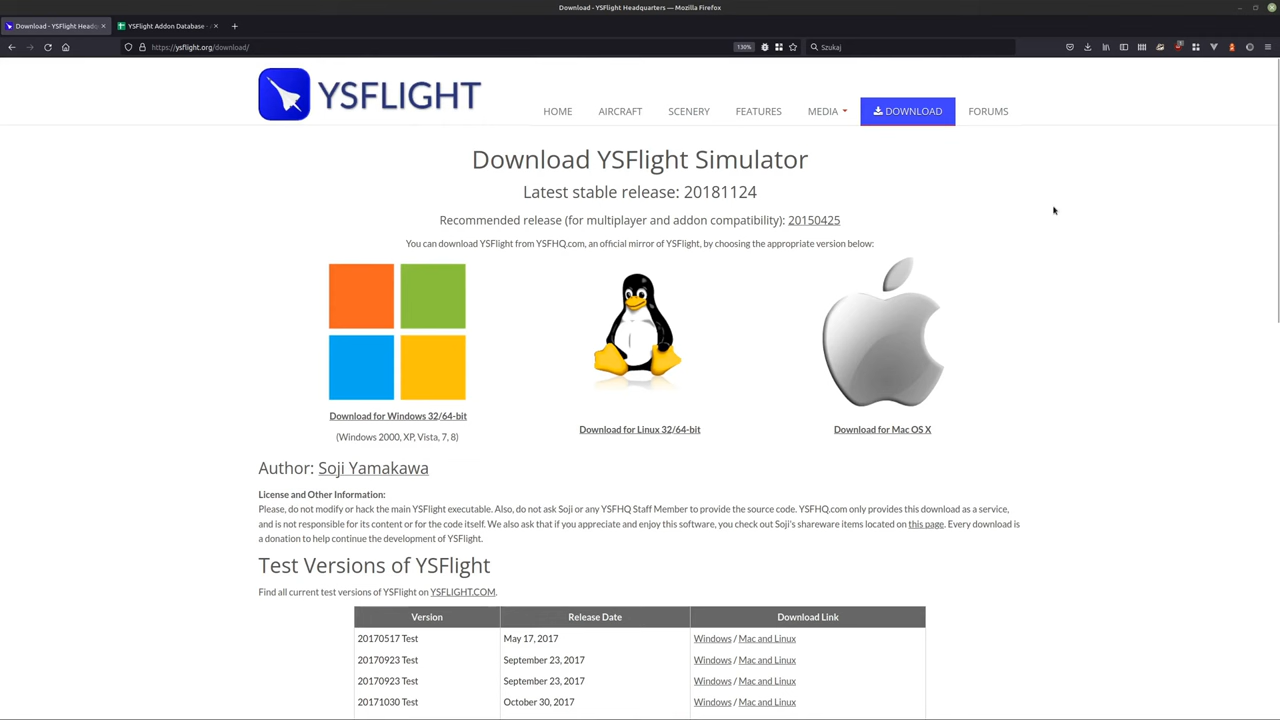 Download - YSFlight Headquarters — Mozilla Firefox
Download - YSFlight Headq
YSFlight Addon Database -
https://ysflight.org/download/
130%
Szukaj
YSFLIGHT
HOME
AIRCRAFT
SCENERY
FEATURES
MEDIA
DOWNLOAD
FORUMS
Download YSFlight Simulator
Latest stable release: 20181124
Recommended release (for multiplayer and addon compatibility): 20150425
You can download YSFlight from YSFHQ.com, an official mirror of YSFlight, by choosing the appropriate version below:
Download for Windows 32/64-bit
(Windows 2000, XP, Vista, 7, 8)
Download for Linux 32/64-bit
Download for Mac OS X
Author: Soji Yamakawa
License and Other Information:
Please, do not modify or hack the main YSFlight executable. Also, do not ask Soji or any YSFHQ Staff Member to provide the source code. YSFHQ.com only provides this download as a service,
and is not responsible for its content or for the code itself. We also ask that if you appreciate and enjoy this software, you check out Soji's shareware items located on this page. Every download is
a donation to help continue the development of YSFlight.
Test Versions of YSFlight
Find all current test versions of YSFlight on YSFLIGHT.COM.
Version Release Date Download Link
20170517 Test May 17, 2017 Windows / Mac and Linux
20170923 Test September 23, 2017 Windows / Mac and Linux
20170923 Test September 23, 2017 Windows / Mac and Linux
20171030 Test October 30, 2017 Windows / Mac and Linux